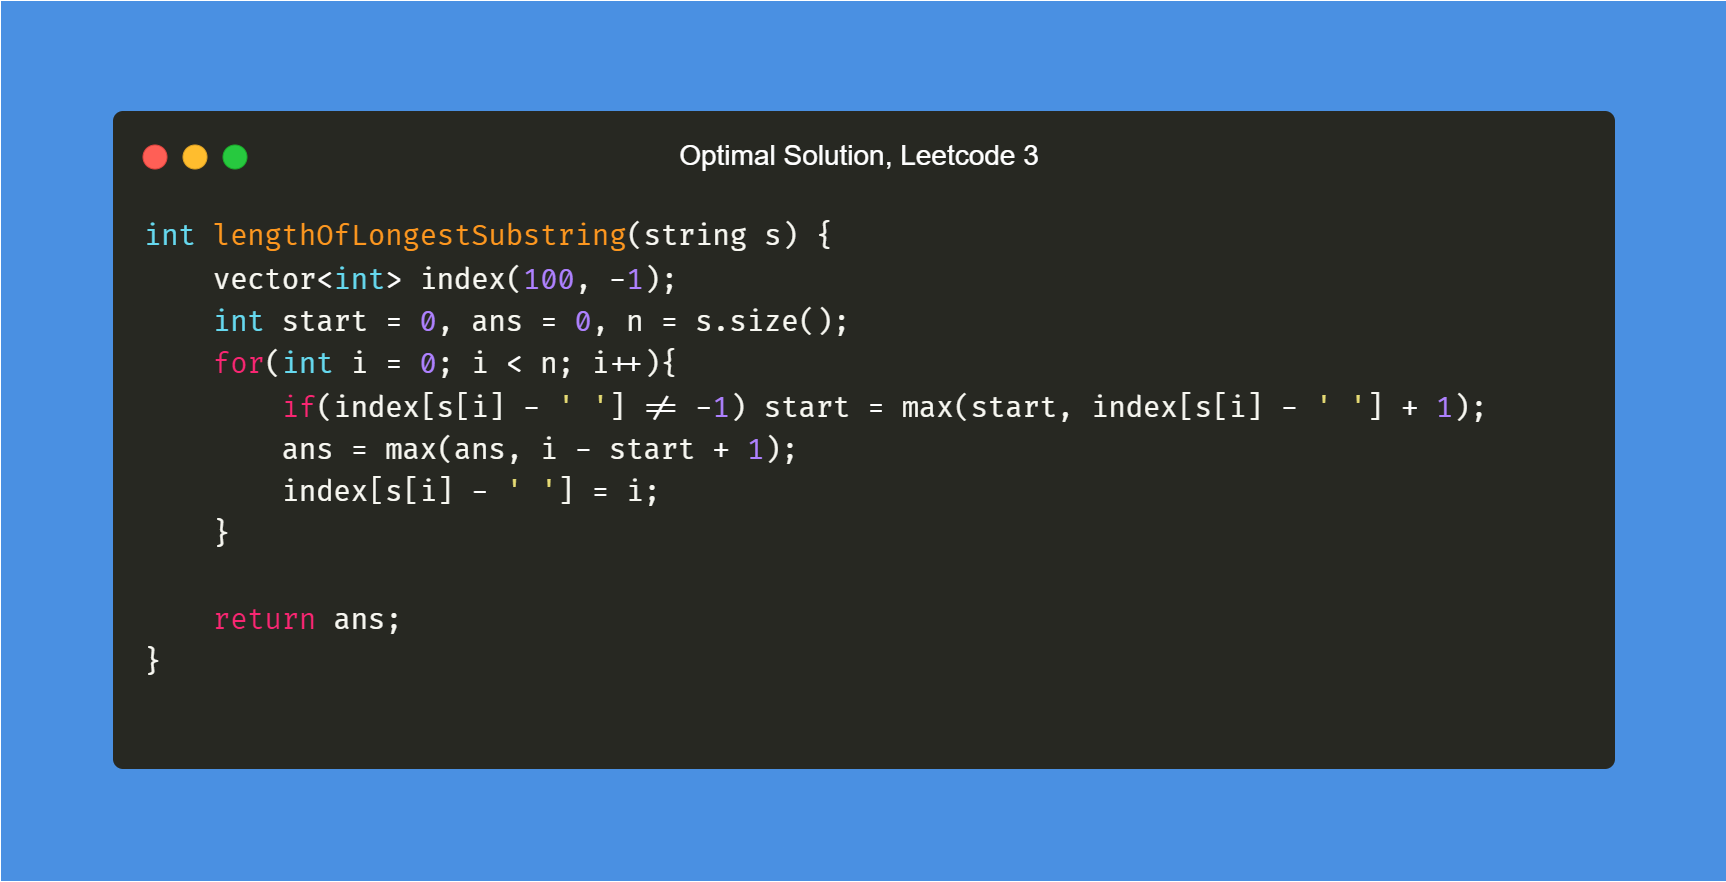 Optimal Solution, Leetcode 3
int lengthOfLongestSubstring(string s) {
    vector<int> index(100, -1);
    int start = 0, ans = 0, n = s.size();
    for(int i = 0; i < n; i++){
        if(index[s[i] - ' '] != -1) start = max(start, index[s[i] - ' '] + 1);
        ans = max(ans, i - start + 1);
        index[s[i] - ' '] = i;
    }
    return ans;
}